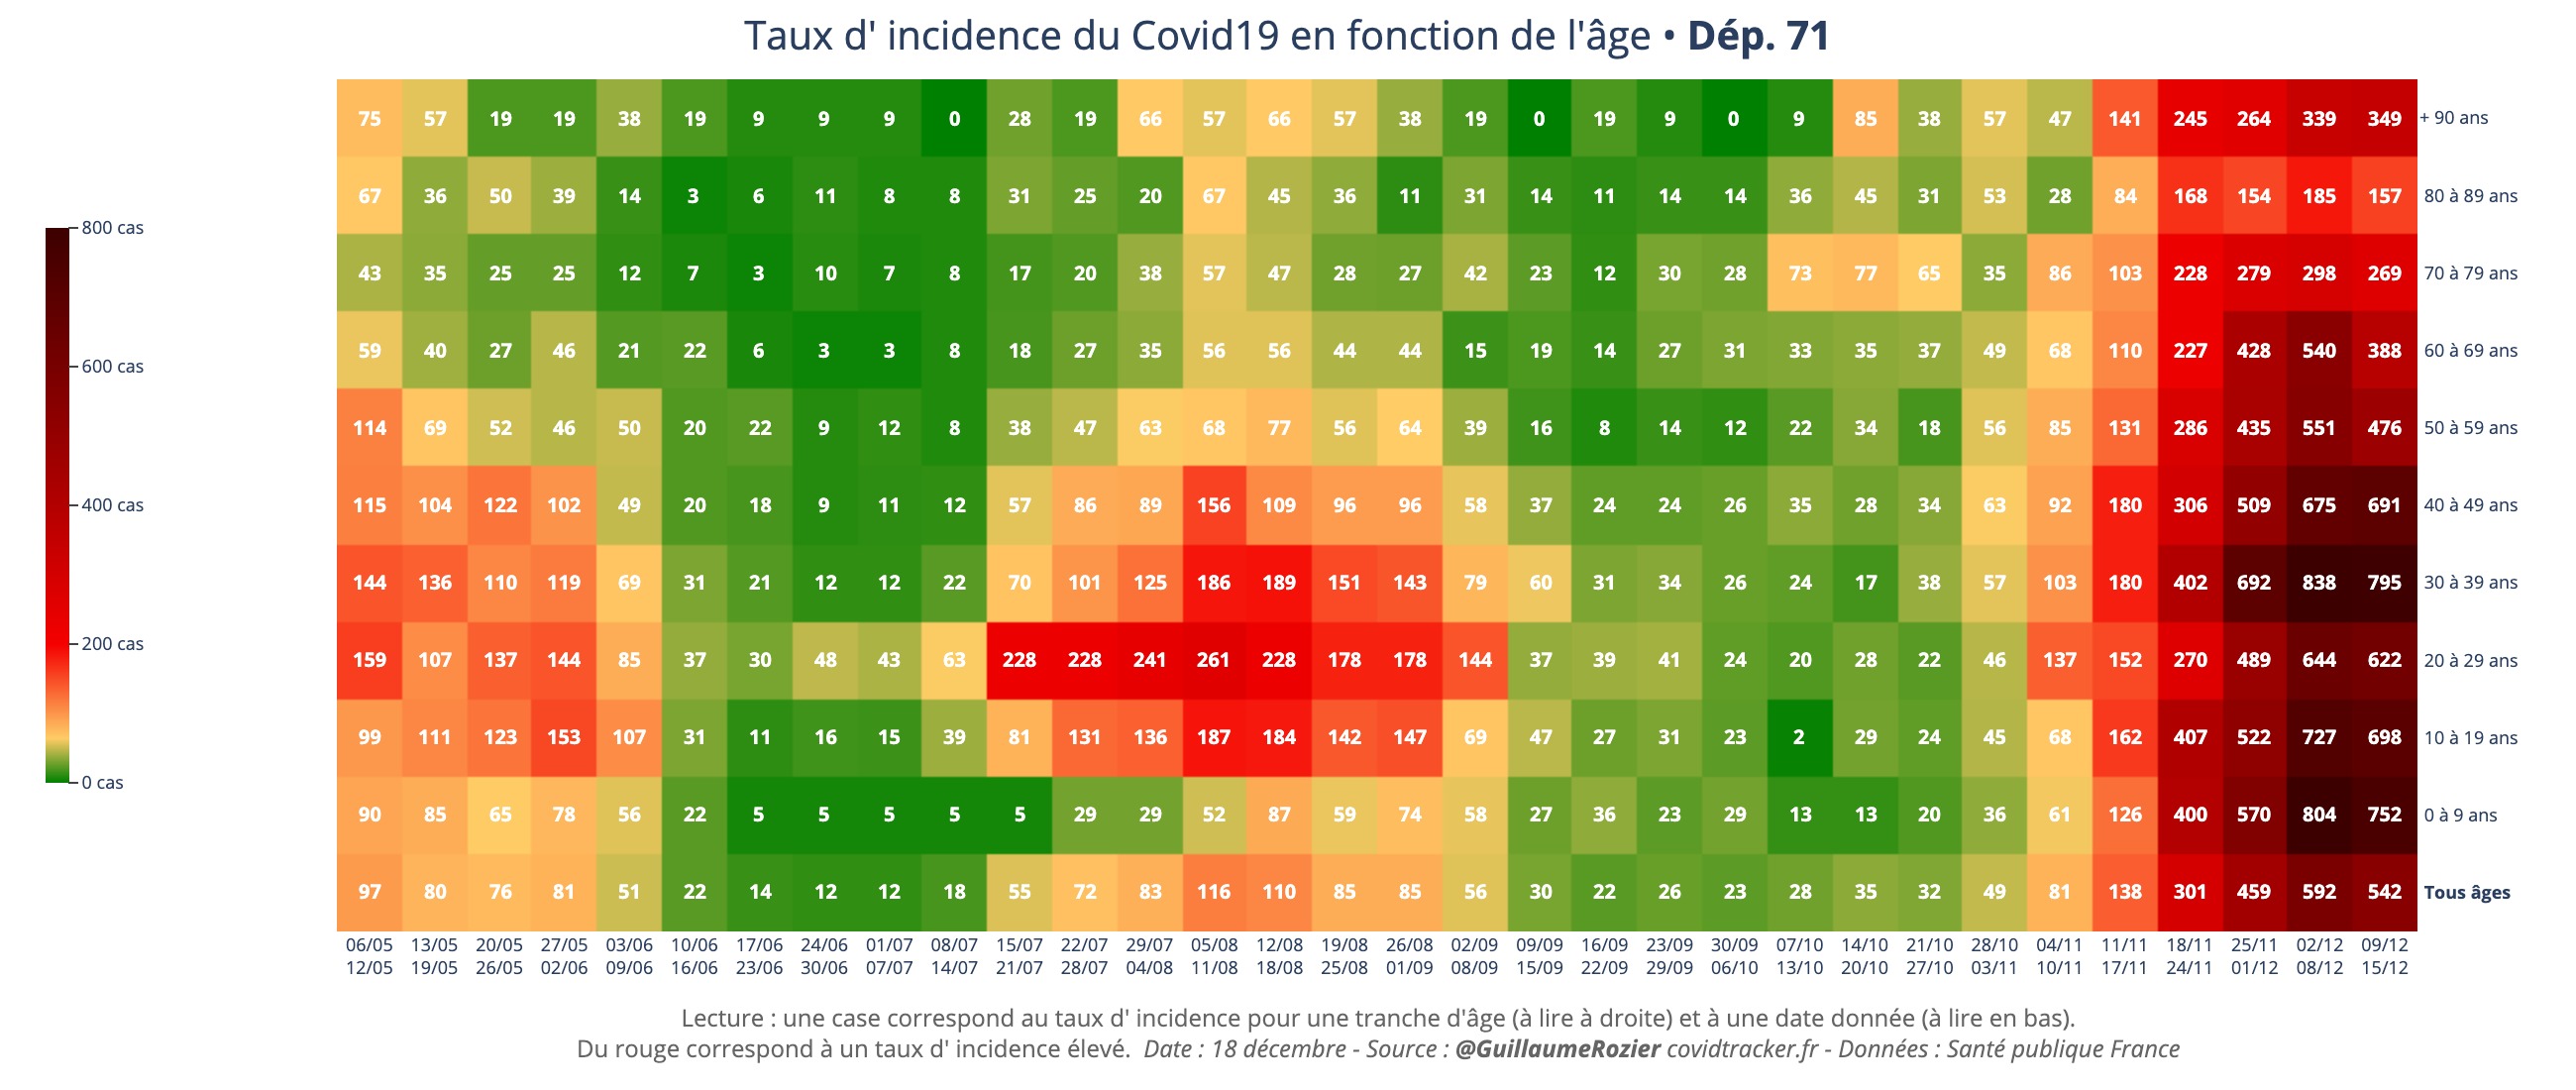 Taux d' incidence du Covid19 en fonction de l'âge • Dép. 71
75 57 19 19 38 19 9 9 9 0 28 19 66 57 66 57 38 19 0 19 9 0 9 85 38 57 47 141 245 264 339 349 + 90 ans
67 36 50 39 14 3 6 11 8 8 31 25 20 67 45 36 11 31 14 11 14 14 36 45 31 53 28 84 168 154 185 157 80 à 89 ans
43 35 25 25 12 7 3 10 7 8 17 20 38 57 47 28 27 42 23 12 30 28 73 77 65 35 86 103 228 279 298 269 70 à 79 ans
59 40 27 46 21 22 6 3 3 8 18 27 35 56 56 44 44 15 19 14 27 31 33 35 37 49 68 110 227 428 540 388 60 à 69 ans
114 69 52 46 50 20 22 9 12 8 38 47 63 68 77 56 64 39 16 8 14 12 22 34 18 56 85 131 286 435 551 476 50 à 59 ans
115 104 122 102 49 20 18 9 11 12 57 86 89 156 109 96 96 58 37 24 24 26 35 28 34 63 92 180 306 509 675 691 40 à 49 ans
144 136 110 119 69 31 21 12 12 22 70 101 125 186 189 151 143 79 60 31 34 26 24 17 38 57 103 180 402 692 838 795 30 à 39 ans
159 107 137 144 85 37 30 48 43 63 228 228 241 261 228 178 178 144 37 39 41 24 20 28 22 46 137 152 270 489 644 622 20 à 29 ans
99 111 123 153 107 31 11 16 15 39 81 131 136 187 184 142 147 69 47 27 31 23 2 29 24 45 68 162 407 522 727 698 10 à 19 ans
90 85 65 78 56 22 5 5 5 5 5 29 29 52 87 59 74 58 27 36 23 29 13 13 20 36 61 126 400 570 804 752 0 à 9 ans
97 80 76 81 51 22 14 12 12 18 55 72 83 116 110 85 85 56 30 22 26 23 28 35 32 49 81 138 301 459 592 542 Tous âges
06/05 13/05 20/05 27/05 03/06 10/06 17/06 24/06 01/07 08/07 15/07 22/07 29/07 05/08 12/08 19/08 26/08 02/09 09/09 16/09 23/09 30/09 07/10 14/10 21/10 28/10 04/11 11/11 18/11 25/11 02/12 09/12
12/05 19/05 26/05 02/06 09/06 16/06 23/06 30/06 07/07 14/07 21/07 28/07 04/08 11/08 18/08 25/08 01/09 08/09 15/09 22/09 29/09 06/10 13/10 20/10 27/10 03/11 10/11 17/11 24/11 01/12 08/12 15/12
800 cas
600 cas
400 cas
200 cas
0 cas
Lecture : une case correspond au taux d' incidence pour une tranche d'âge (à lire à droite) et à une date donnée (à lire en bas).
Du rouge correspond à un taux d' incidence élevé. Date : 18 décembre - Source : @GuillaumeRozier covidtracker.fr - Données : Santé publique France